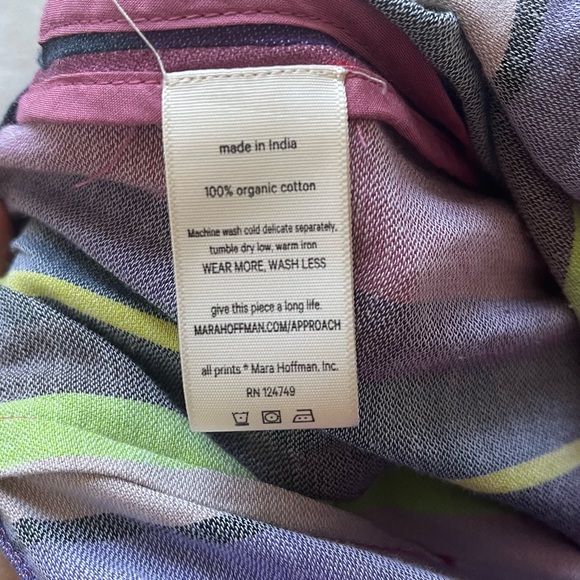 made in India
100% organic cotton
Machine wash cold delicate separately,
tumble dry low, warm iron
WEAR MORE, WASH LESS
give this piece a long life.
MARAHOFFMAN.COM/APPROACH
all prints ® Mara Hoffman, Inc.
RN 124749